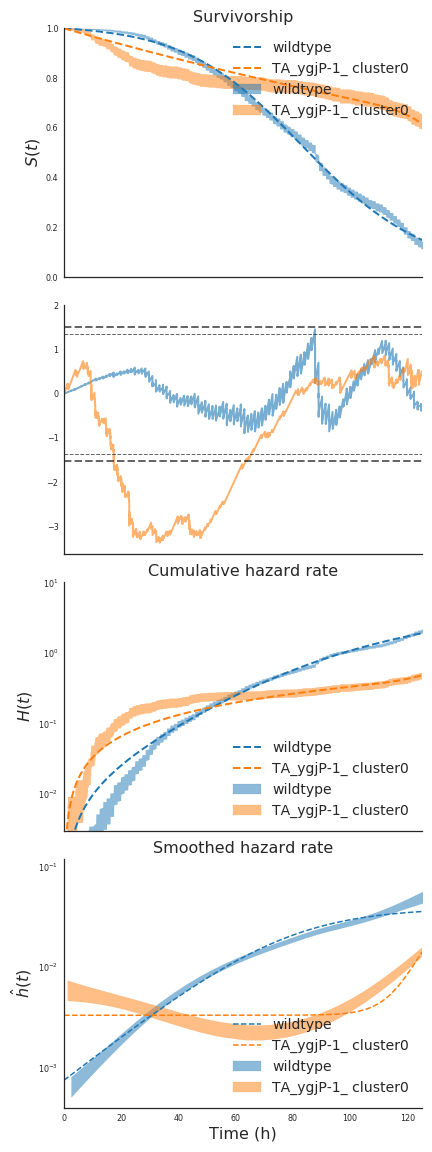 Survivorship
1.0
0.8
0.6
0.4
0.2
0.0
S(t)
wildtype
TA_ygjP-1_ cluster0
wildtype
TA_ygjP-1_ cluster0
2
1
0
−1
−2
−3
Cumulative hazard rate
10¹
10⁰
10⁻¹
10⁻²
H(t)
wildtype
TA_ygjP-1_ cluster0
wildtype
TA_ygjP-1_ cluster0
Smoothed hazard rate
10⁻¹
10⁻²
10⁻³
ĥ(t)
wildtype
TA_ygjP-1_ cluster0
wildtype
TA_ygjP-1_ cluster0
0 20 40 60 80 100 120
Time (h)